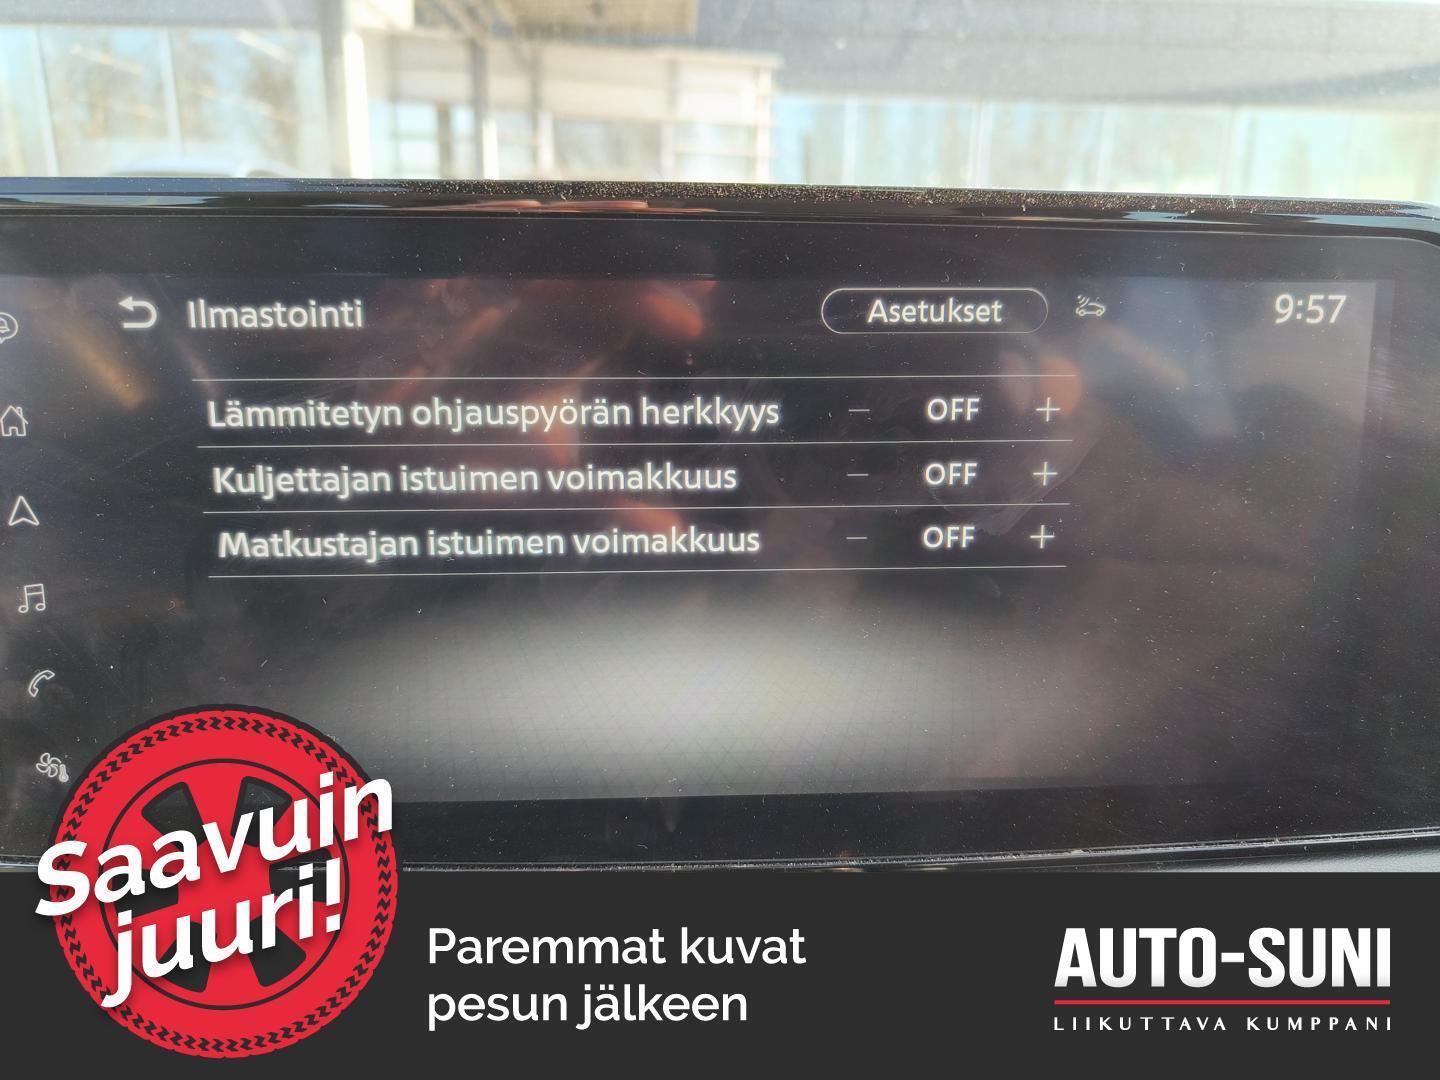 Ilmastointi
Asetukset
9:57
Lämmitetyn ohjauspyörän herkkyys − OFF +
Kuljettajan istuimen voimakkuus − OFF +
Matkustajan istuimen voimakkuus − OFF +
Saavuin
juuri!
Paremmat kuvat
pesun jälkeen
AUTO-SUNI
LIIKUTTAVA KUMPPANI